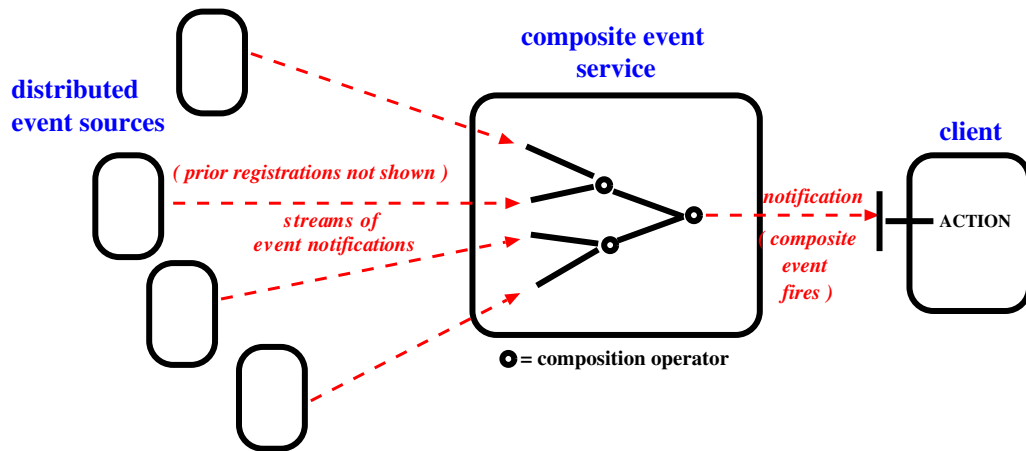 distributed
event sources
( prior registrations not shown )
streams of
event notifications
composite event
service
= composition operator
notification
( composite
event
fires )
client
ACTION